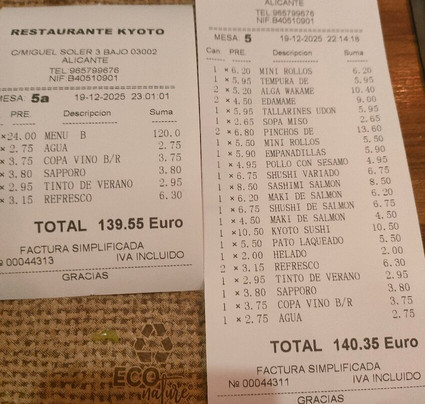 RESTAURANTE KYOTO
C/MIGUEL SOLER 3 BAJO 03002
ALICANTE
TEL 965799676
NIF B40510901
MESA: 5a 19-12-2025 23:01:01
PRE. Descripcion Suma
×24.00 MENU B 120.0
× 2.75 AGUA 2.75
× 3.75 COPA VINO B/R 3.75
× 3.80 SAPPORO 3.80
× 2.95 TINTO DE VERANO 2.95
× 3.15 REFRESCO 6.30
TOTAL 139.55 Euro
FACTURA SIMPLIFICADA
№ 00044313 IVA INCLUIDO
GRACIAS
ALICANTE
TEL 965799676
NIF B40510901
MESA 5 19-12-2025 22:14:16
Can. PRE. Descripcion Suma
1 × 6.20 MINI ROLLOS 6.20
1 × 5.95 TEMPURA DE 5.95
2 × 5.20 ALGA WAKAME 10.40
2 × 4.50 EDAMAME 9.00
1 × 5.95 TALLARINES UDON 5.95
1 × 2.65 SOPA MISO 2.65
2 × 6.80 PINCHOS DE 13.60
1 × 5.50 MINI ROLLOS 5.50
1 × 5.90 EMPANADILLAS 5.90
1 × 4.95 POLLO CON SESAMO 4.95
1 × 6.75 SHUSHI VARIADO 6.75
1 × 8.50 SASHIMI SALMON 8.50
1 × 6.20 MAKI DE SALMON 6.20
1 × 6.75 SHUSHI DE SALMON 6.75
1 × 4.50 MAKI DE SALMON 4.50
1 ×10.50 KYOTO SUSHI 10.50
1 × 5.50 PATO LAQUEADO 5.50
1 × 2.00 HELADO 2.00
2 × 3.15 REFRESCO 6.30
1 × 2.95 TINTO DE VERANO 2.95
1 × 3.80 SAPPORO 3.80
1 × 3.75 COPA VINO B/R 3.75
1 × 2.75 AGUA 2.75
TOTAL 140.35 Euro
FACTURA SIMPLIFICADA
№ 00044311 IVA INCLUIDO
GRACIAS
ECO
nature